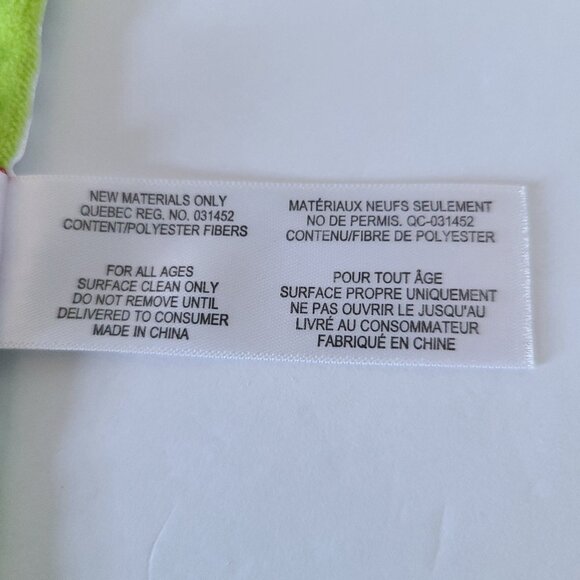 NEW MATERIALS ONLY
QUEBEC REG. NO. 031452
CONTENT/POLYESTER FIBERS
FOR ALL AGES
SURFACE CLEAN ONLY
DO NOT REMOVE UNTIL
DELIVERED TO CONSUMER
MADE IN CHINA
MATÉRIAUX NEUFS SEULEMENT
NO DE PERMIS. QC-031452
CONTENU/FIBRE DE POLYESTER
POUR TOUT ÂGE
SURFACE PROPRE UNIQUEMENT
NE PAS OUVRIR LE JUSQU'AU
LIVRÉ AU CONSOMMATEUR
FABRIQUÉ EN CHINE